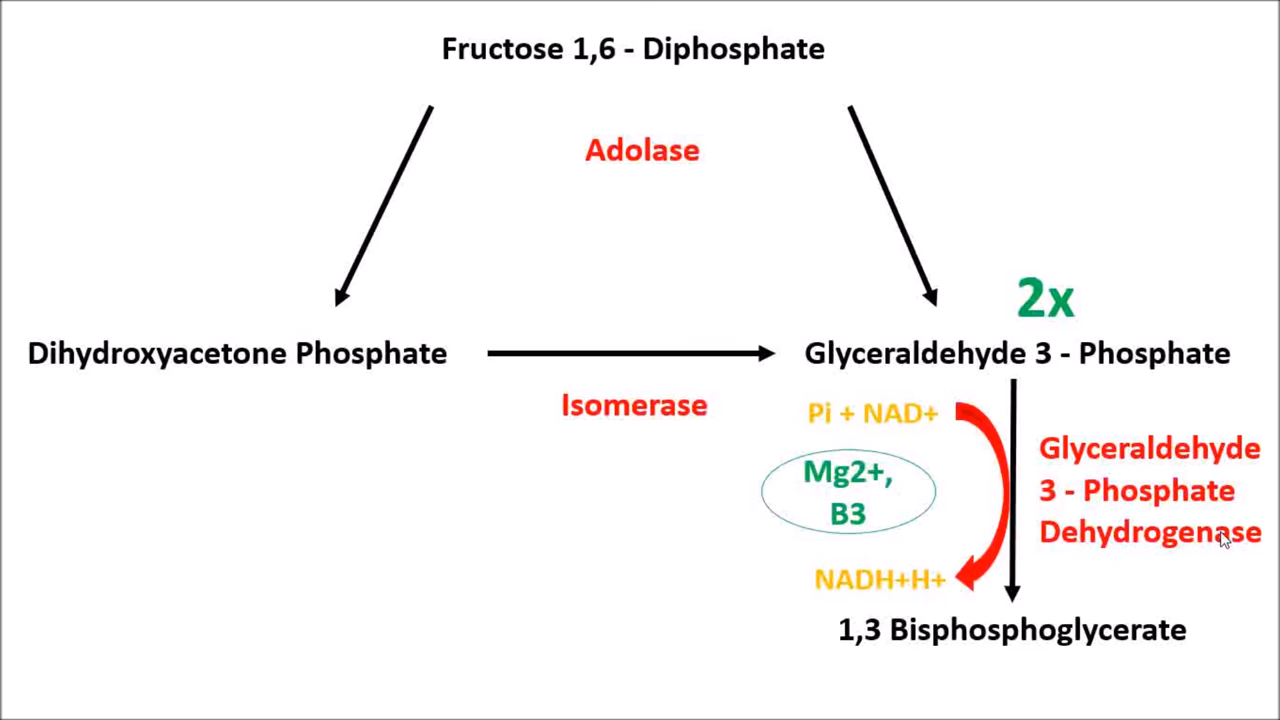 Fructose 1,6 - Diphosphate
Adolase
2x
Dihydroxyacetone Phosphate
Glyceraldehyde 3 - Phosphate
Isomerase
Pi + NAD+
Mg2+,
B3
NADH+H+
Glyceraldehyde
3 - Phosphate
Dehydrogenase
1,3 Bisphosphoglycerate